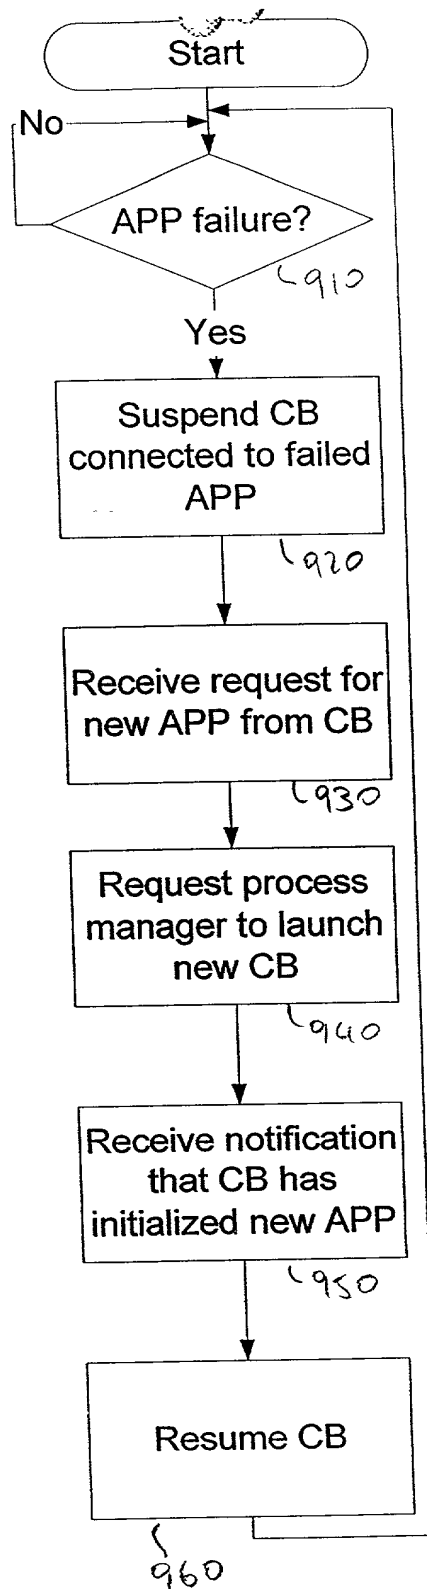 Start
No
APP failure?
910
Yes
Suspend CB
connected to failed
APP
920
Receive request for
new APP from CB
930
Request process
manager to launch
new CB
940
Receive notification
that CB has
initialized new APP
950
Resume CB
960